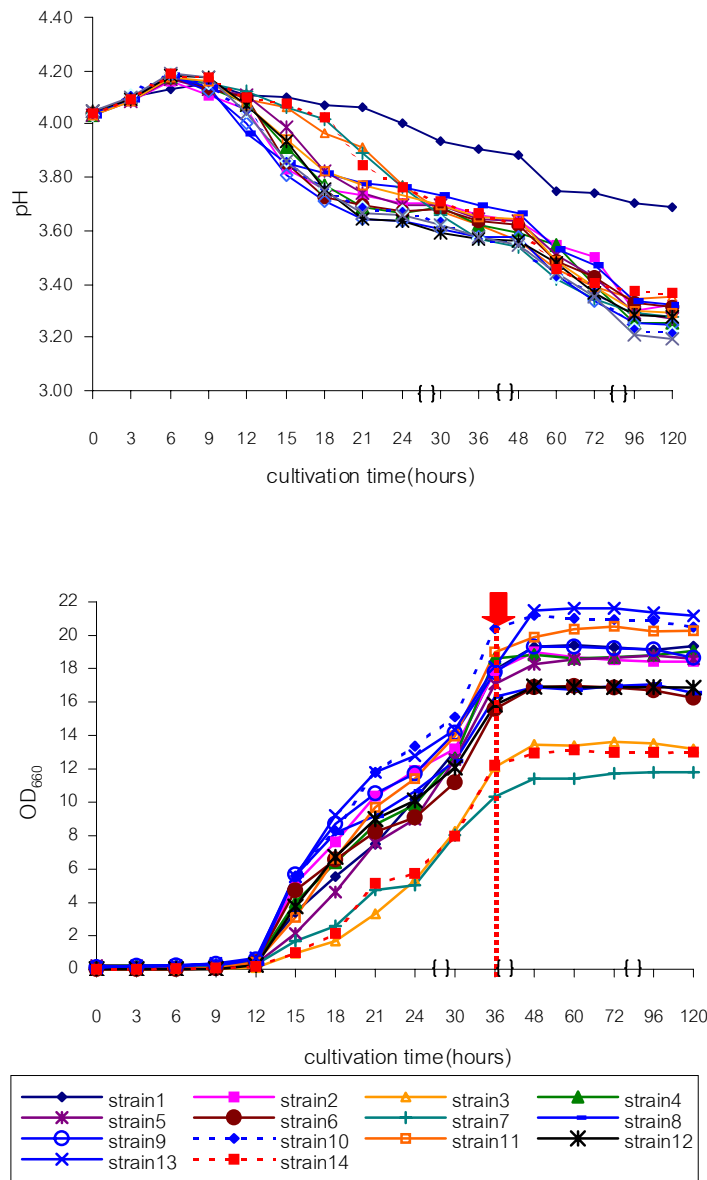 4.40
4.20
4.00
3.80
3.60
3.40
3.20
3.00
pH
0 3 6 9 12 15 18 21 24 30 36 48 60 72 96 120
cultivation time(hours)
22
20
18
16
14
12
10
8
6
4
2
0
OD660
0 3 6 9 12 15 18 21 24 30 36 48 60 72 96 120
cultivation time(hours)
strain1 strain2 strain3 strain4
strain5 strain6 strain7 strain8
strain9 strain10 strain11 strain12
strain13 strain14